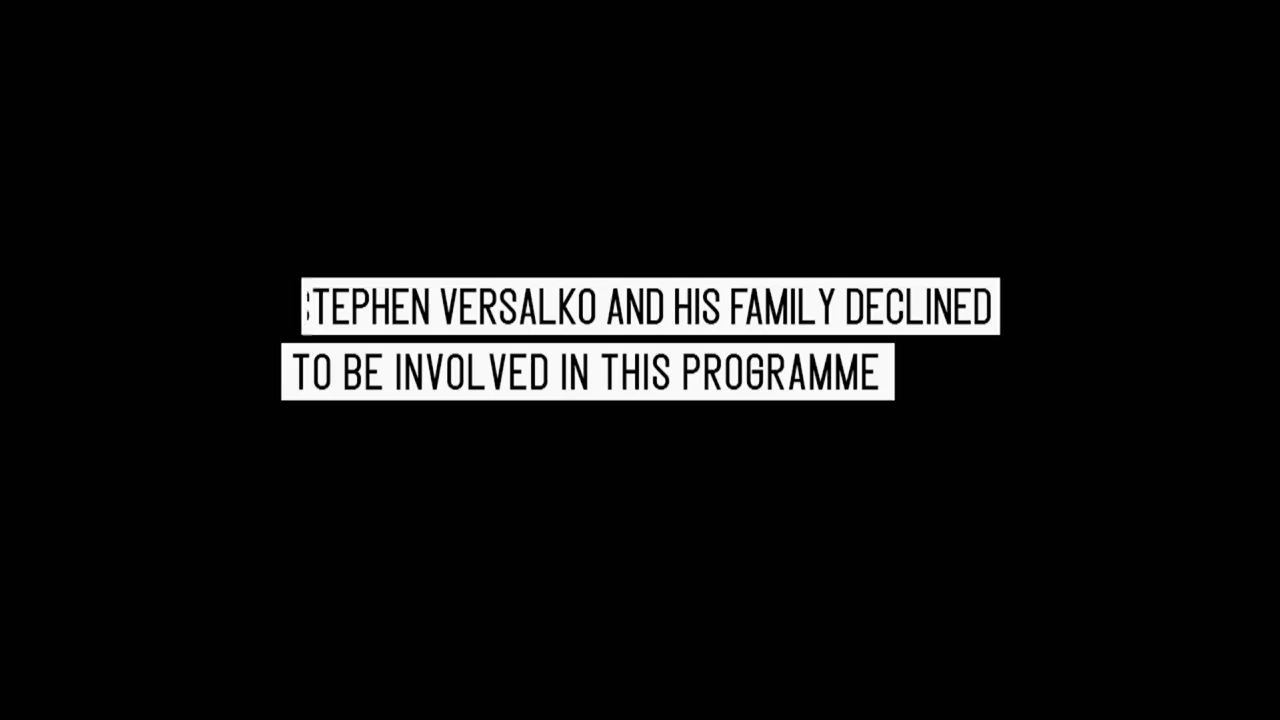 STEPHEN VERSALKO AND HIS FAMILY DECLINED
TO BE INVOLVED IN THIS PROGRAMME